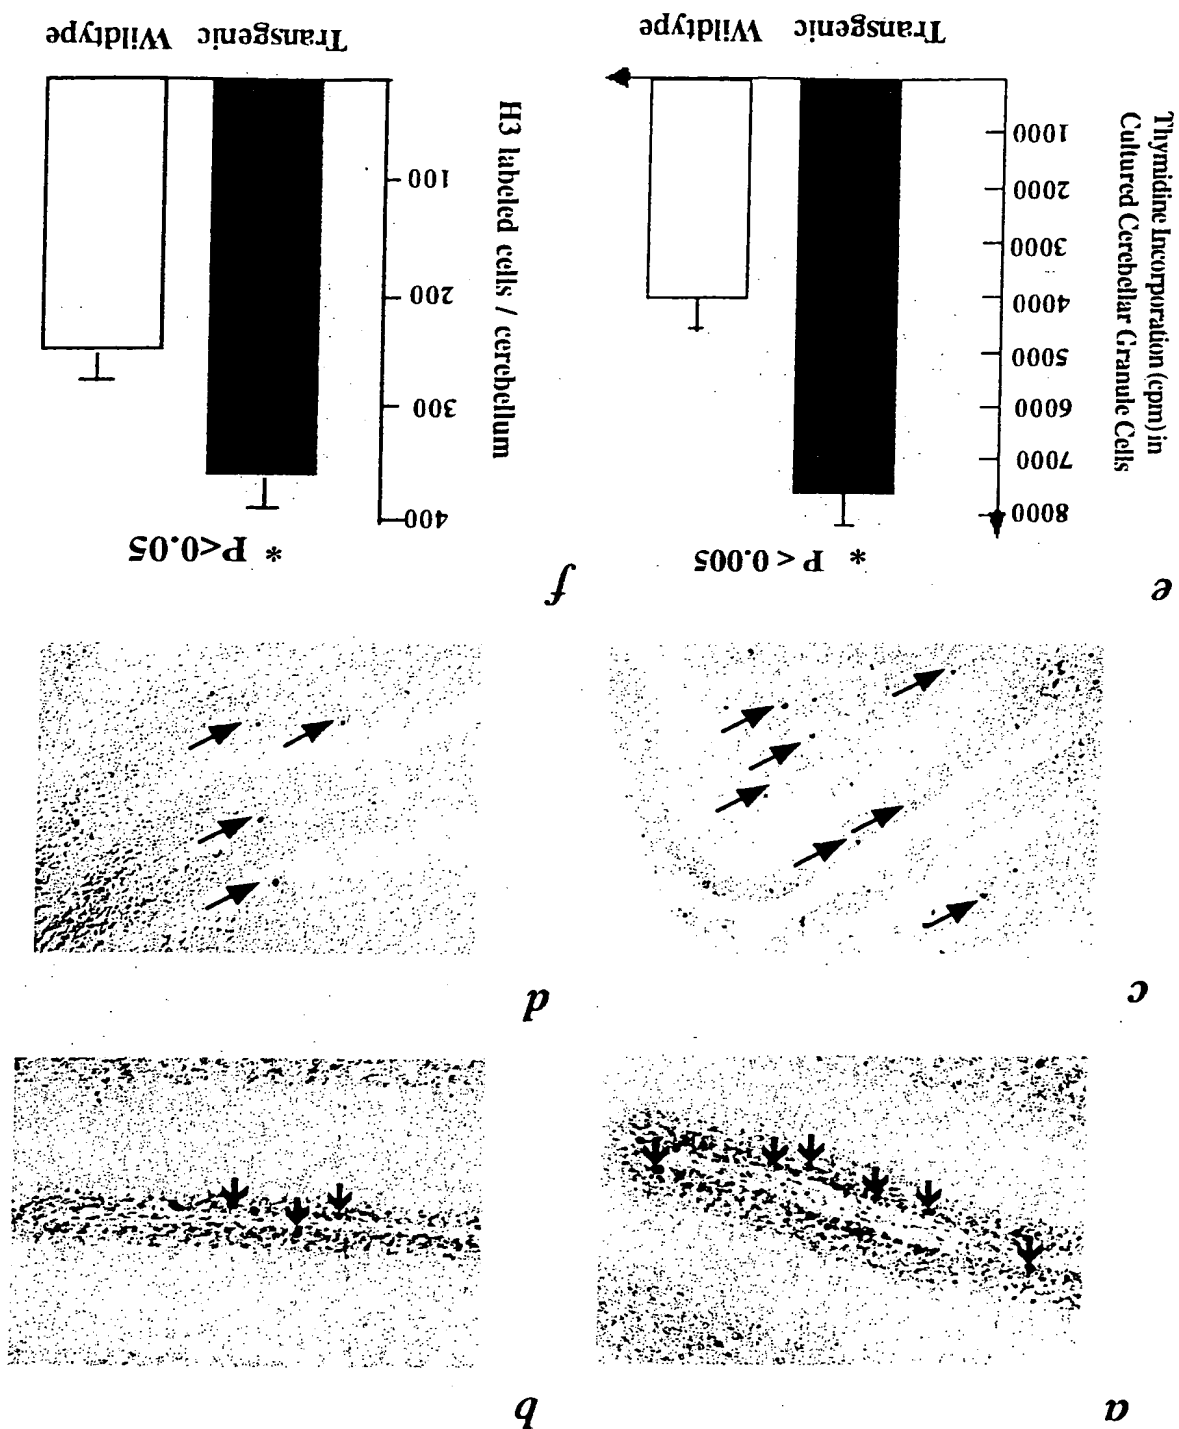 a
b
c
d
e
* P < 0.005
8000
7000
6000
5000
4000
3000
2000
1000
Thymidine Incorporation (cpm) in
Cultured Cerebellar Granule Cells
Transgenic Wildtype
f
* P<0.05
400
300
200
100
H3 labeled cells / cerebellum
Transgenic Wildtype